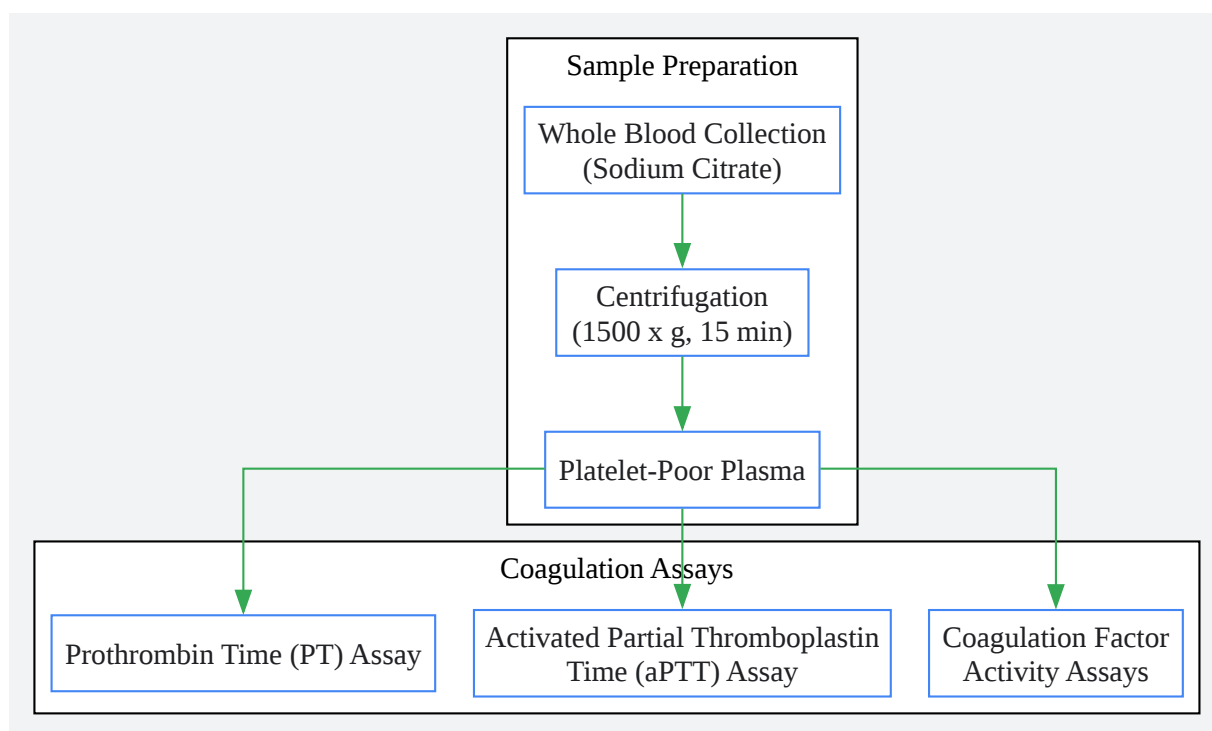 Sample Preparation
Whole Blood Collection
(Sodium Citrate)
Centrifugation
(1500 x g, 15 min)
Platelet-Poor Plasma
Coagulation Assays
Prothrombin Time (PT) Assay
Activated Partial Thromboplastin
Time (aPTT) Assay
Coagulation Factor
Activity Assays